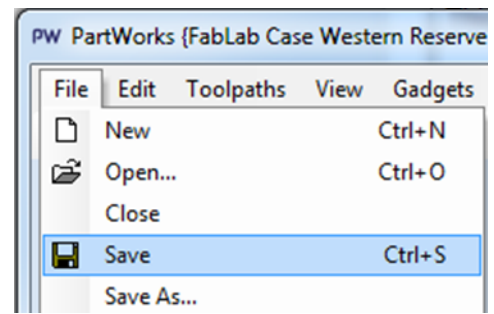 PW PartWorks {FabLab Case Western Reserve
File Edit Toolpaths View Gadgets
New Ctrl+N
Open... Ctrl+O
Close
Save Ctrl+S
Save As...